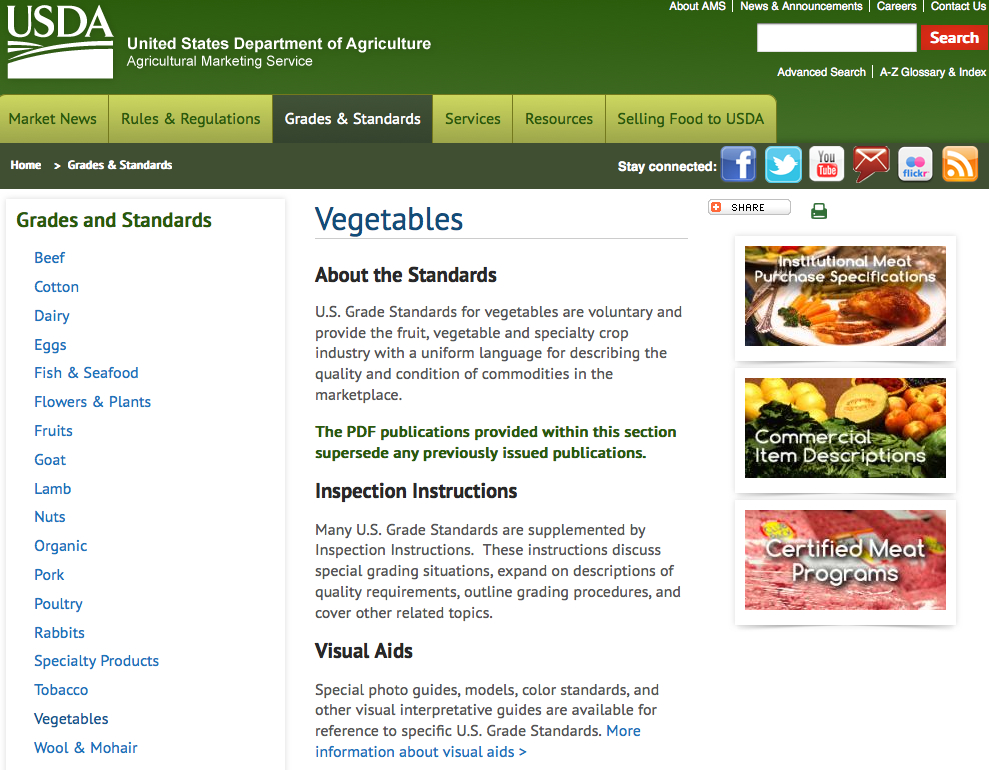 About AMS | News & Announcements | Careers | Contact Us
USDA
United States Department of Agriculture
Agricultural Marketing Service
Search
Advanced Search | A-Z Glossary & Index
Market News
Rules & Regulations
Grades & Standards
Services
Resources
Selling Food to USDA
Home > Grades & Standards
Stay connected:
f
You
Tube
flickr
Grades and Standards
Beef
Cotton
Dairy
Eggs
Fish & Seafood
Flowers & Plants
Fruits
Goat
Lamb
Nuts
Organic
Pork
Poultry
Rabbits
Specialty Products
Tobacco
Vegetables
Wool & Mohair
Vegetables
About the Standards
U.S. Grade Standards for vegetables are voluntary and
provide the fruit, vegetable and specialty crop
industry with a uniform language for describing the
quality and condition of commodities in the
marketplace.
The PDF publications provided within this section
supersede any previously issued publications.
Inspection Instructions
Many U.S. Grade Standards are supplemented by
Inspection Instructions.  These instructions discuss
special grading situations, expand on descriptions of
quality requirements, outline grading procedures, and
cover other related topics.
Visual Aids
Special photo guides, models, color standards, and
other visual interpretative guides are available for
reference to specific U.S. Grade Standards. More
information about visual aids >
SHARE
Institutional Meat
Purchase Specifications
Commercial
Item Descriptions
Certified Meat
Programs